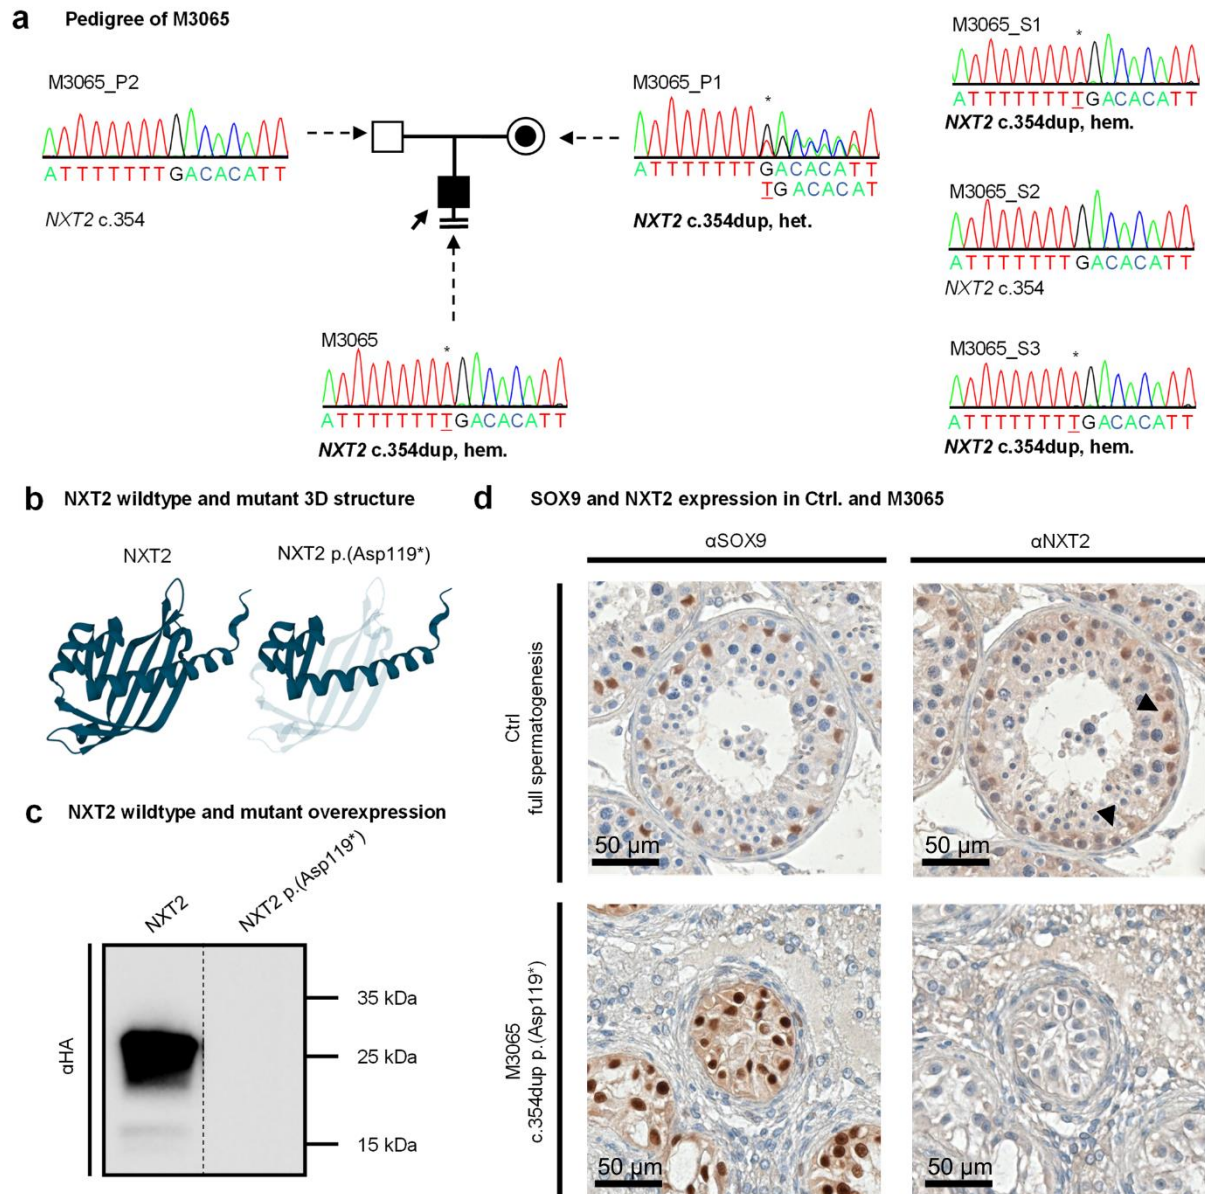 a Pedigree of M3065
M3065_P2
ATTTTTTTGACACATT
NXT2 c.354
M3065_P1
*
ATTTTTTTGACACATT
TGACACAT
NXT2 c.354dup, het.
M3065
*
ATTTTTTTTGACACATT
NXT2 c.354dup, hem.
M3065_S1
*
ATTTTTTTTGACACATT
NXT2 c.354dup, hem.
M3065_S2
ATTTTTTTGACACATT
NXT2 c.354
M3065_S3
*
ATTTTTTTTGACACATT
NXT2 c.354dup, hem.
b NXT2 wildtype and mutant 3D structure
NXT2
NXT2 p.(Asp119*)
c NXT2 wildtype and mutant overexpression
NXT2
NXT2 p.(Asp119*)
αHA
35 kDa
25 kDa
15 kDa
d SOX9 and NXT2 expression in Ctrl. and M3065
αSOX9
αNXT2
Ctrl
full spermatogenesis
50 µm
50 µm
M3065
c.354dup p.(Asp119*)
50 µm
50 µm